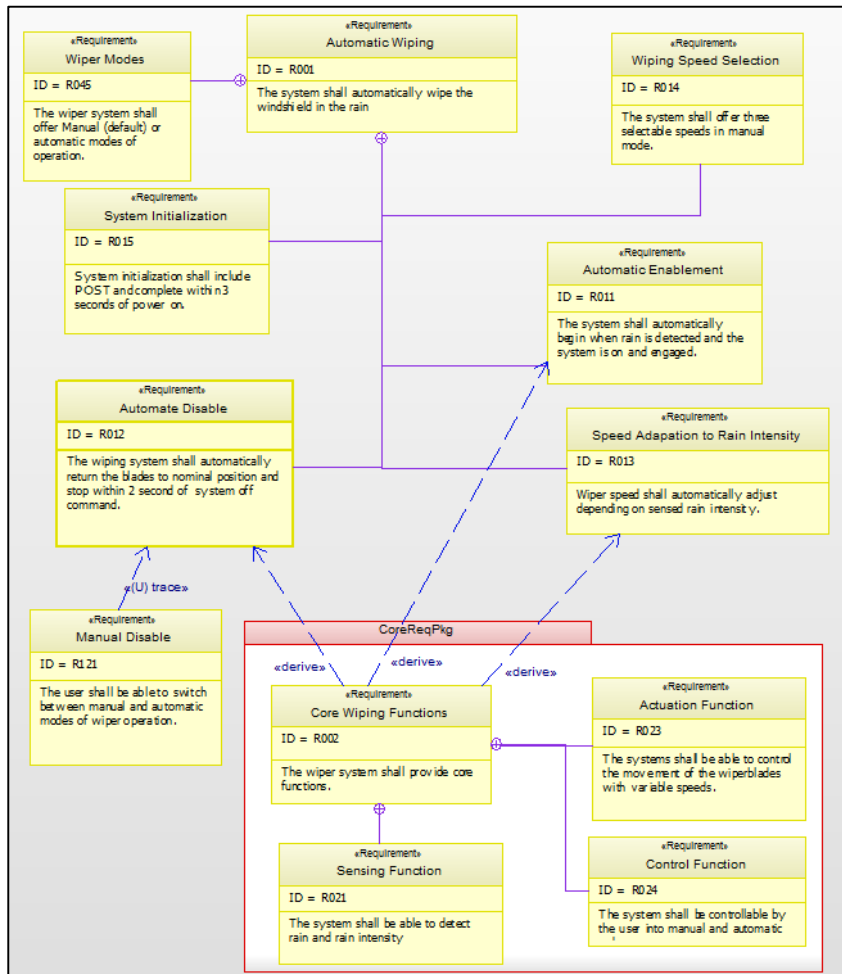 «Requirement»
Wiper Modes
ID = R045
The wiper system shall
offer Manual (default) or
automatic modes of
operation.
«Requirement»
Automatic Wiping
ID = R001
The system shall automatically wipe the
windshield in the rain
«Requirement»
Wiping Speed Selection
ID = R014
The system shall offer three
selectable speeds in manual
mode.
«Requirement»
System Initialization
ID = R015
System initialization shall include
POST and complete within 3
seconds of power on.
«Requirement»
Automatic Enablement
ID = R011
The system shall automatically
begin when rain is detected and the
system is on and engaged.
«Requirement»
Automate Disable
ID = R012
The wiping system shall automatically
return the blades to nominal position and
stop within 2 second of system off
command.
«Requirement»
Speed Adapation to Rain Intensity
ID = R013
Wiper speed shall automatically adjust
depending on sensed rain intensity.
«(U) trace»
«Requirement»
Manual Disable
ID = R121
The user shall be able to switch
between manual and automatic
modes of wiper operation.
CoreReqPkg
«derive»
«derive»
«derive»
«Requirement»
Core Wiping Functions
ID = R002
The wiper system shall provide core
functions.
«Requirement»
Actuation Function
ID = R023
The systems shall be able to control
the movement of the wiperblades
with variable speeds.
«Requirement»
Sensing Function
ID = R021
The system shall be able to detect
rain and rain intensity
«Requirement»
Control Function
ID = R024
The system shall be controllable by
the user into manual and automatic